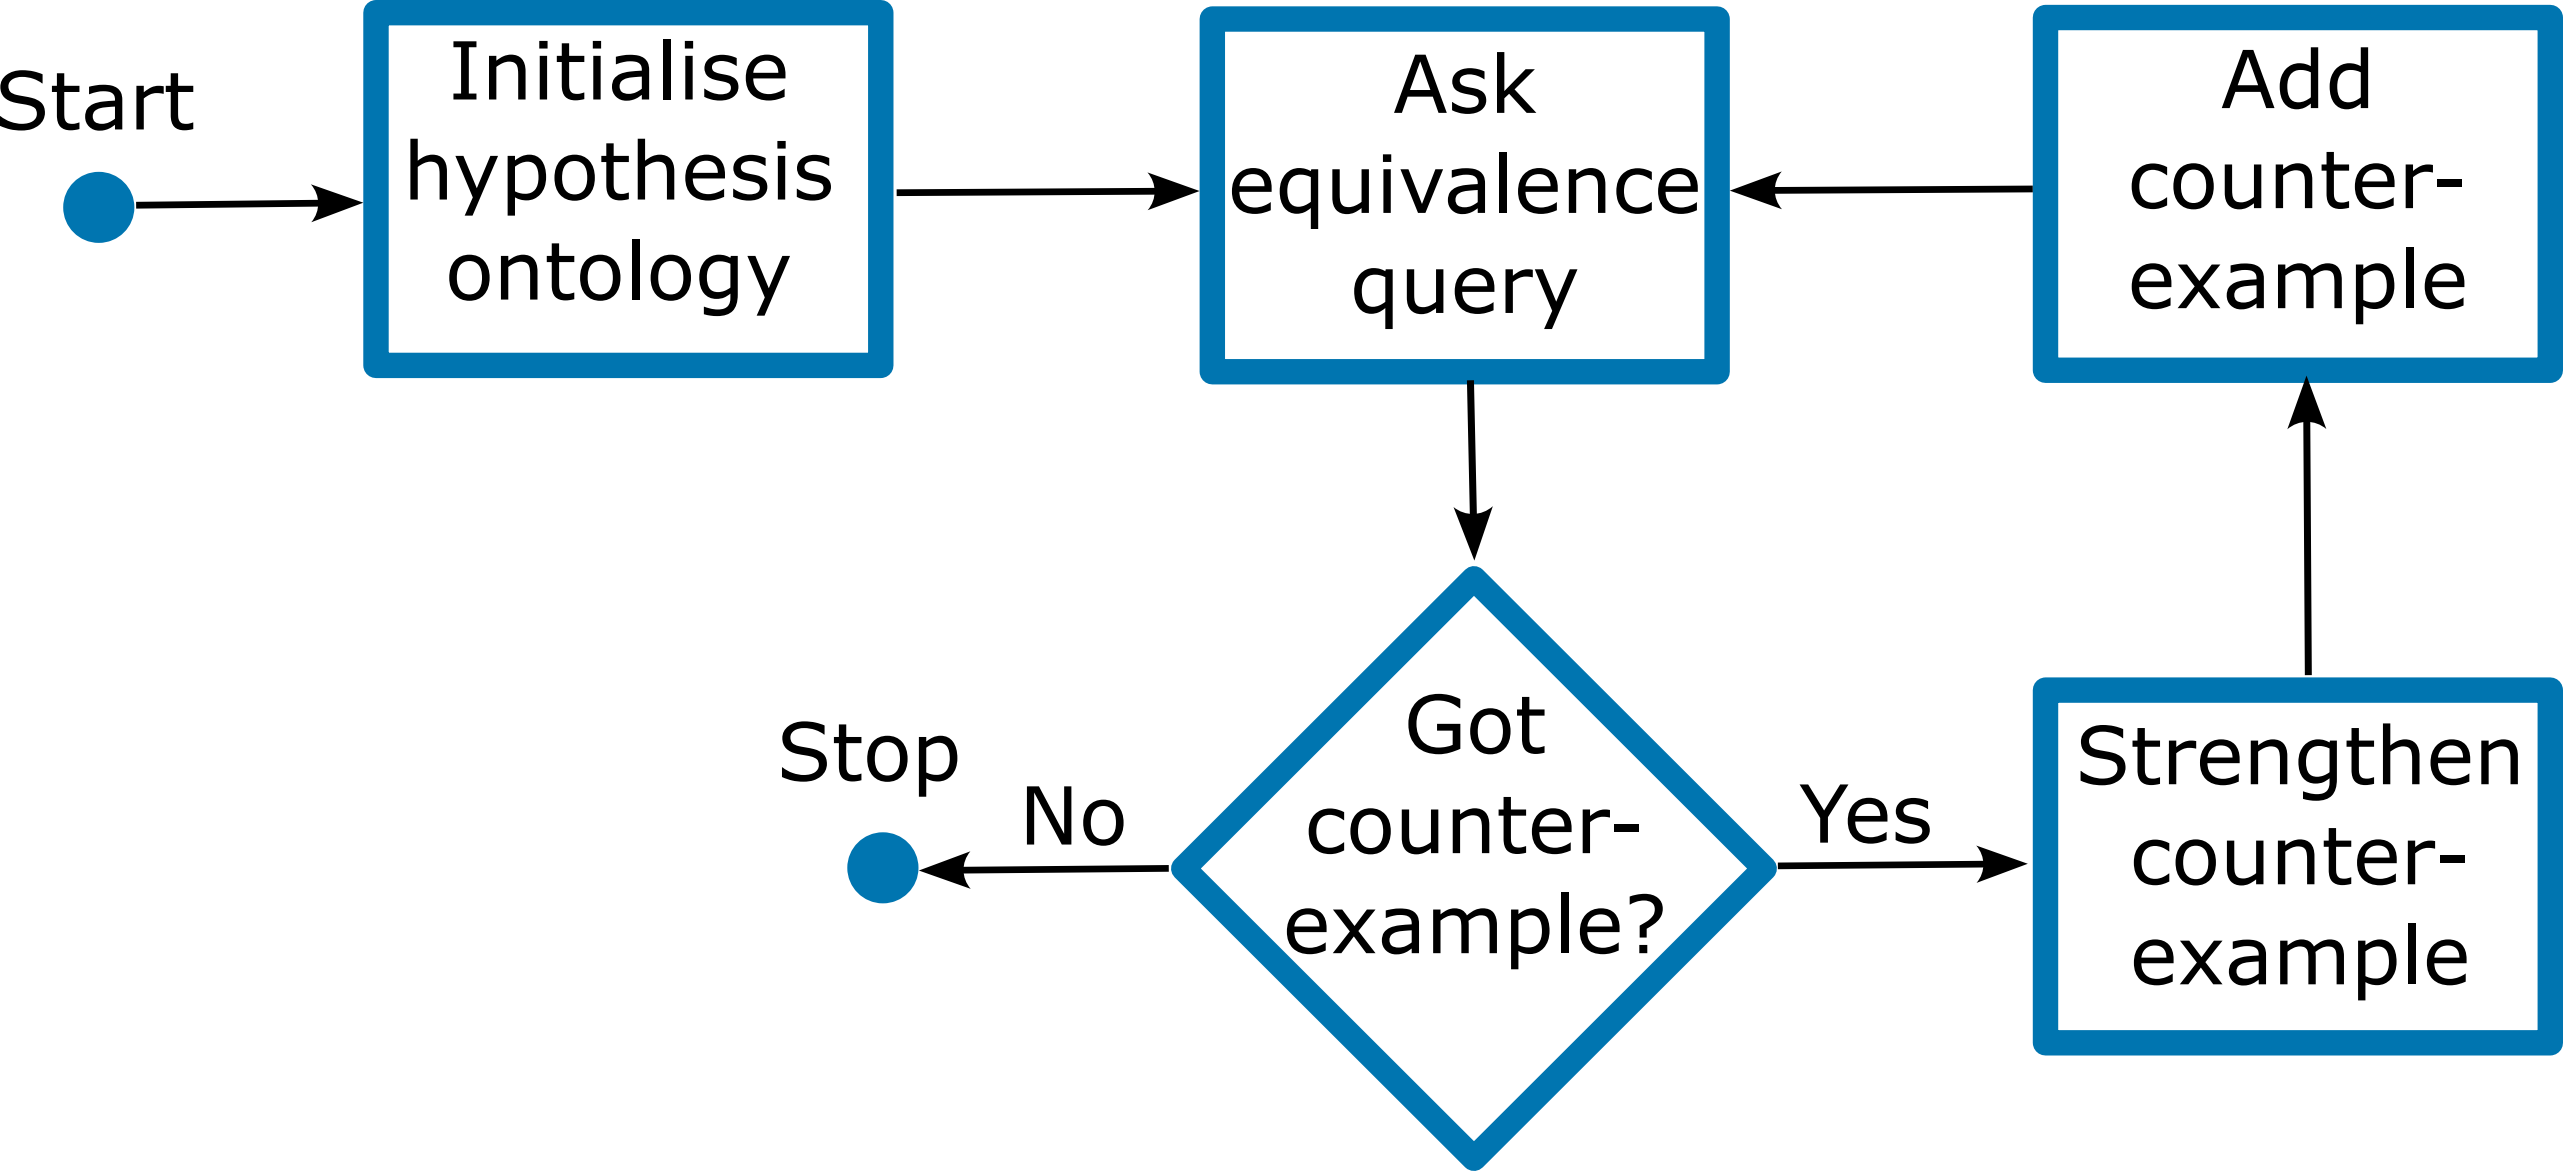 Start
Initialise
hypothesis
ontology
Ask
equivalence
query
Add
counter-
example
Got
counter-
example?
Stop
No
Yes
Strengthen
counter-
example